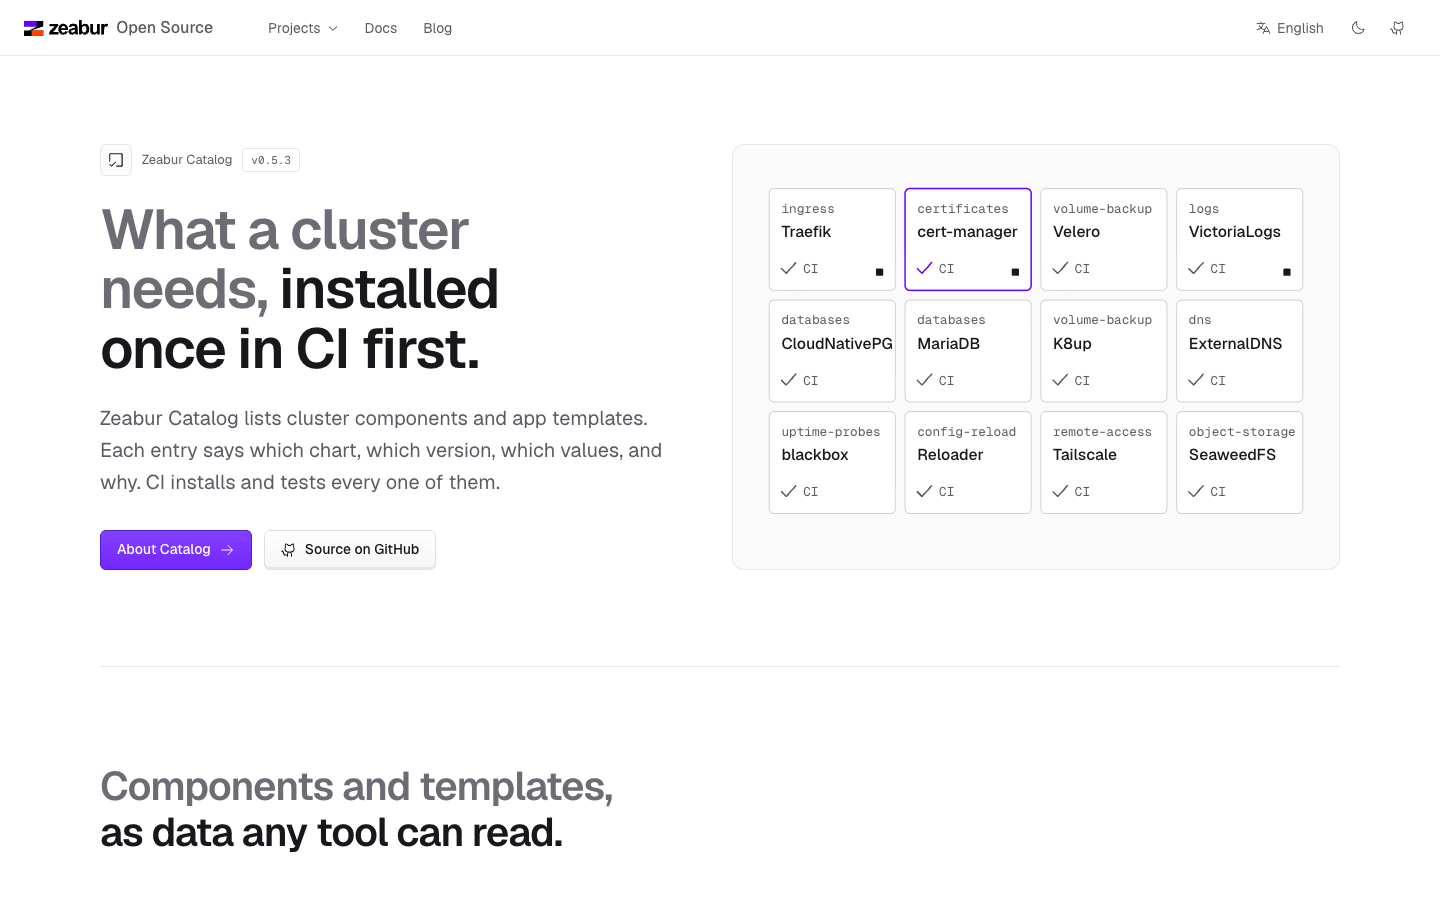 zeabur Open Source
Projects
Docs
Blog
English
Zeabur Catalog
v0.5.3
What a cluster
needs, installed
once in CI first.
Zeabur Catalog lists cluster components and app templates.
Each entry says which chart, which version, which values, and
why. CI installs and tests every one of them.
About Catalog
Source on GitHub
ingress
Traefik
CI
certificates
cert-manager
CI
volume-backup
Velero
CI
logs
VictoriaLogs
CI
databases
CloudNativePG
CI
databases
MariaDB
CI
volume-backup
K8up
CI
dns
ExternalDNS
CI
uptime-probes
blackbox
CI
config-reload
Reloader
CI
remote-access
Tailscale
CI
object-storage
SeaweedFS
CI
Components and templates,
as data any tool can read.